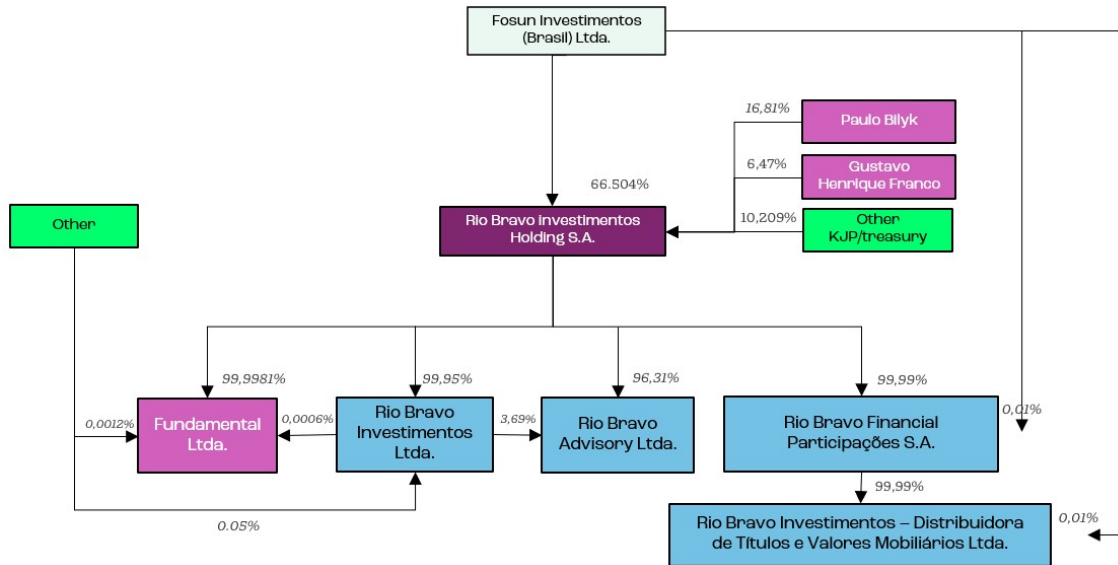 Fosun Investimentos
(Brasil) Ltda.
16,81%
Paulo Bilyk
6,47%
Gustavo
Henrique Franco
66.504%
Other
Rio Bravo investimentos
Holding S.A.
10,209%
Other
KJP/treasury
99,9981%
99,95%
96,31%
99,99%
0,0012%
Fundamental
Ltda.
0,0006%
Rio Bravo
Investimentos
Ltda.
3,69%
Rio Bravo
Advisory Ltda.
Rio Bravo Financial
Participações S.A.
0,01%
99,99%
0.05%
Rio Bravo Investimentos – Distribuidora
de Títulos e Valores Mobiliários Ltda.
0,01%